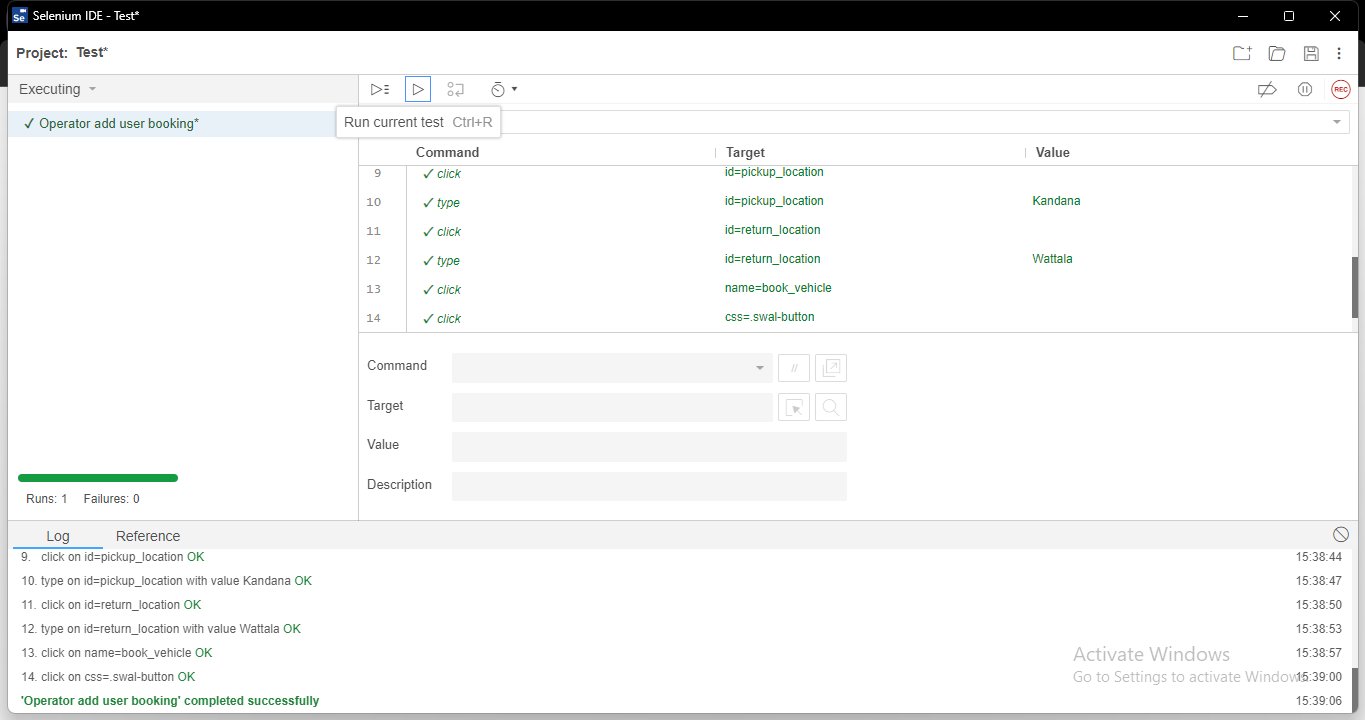 Se Selenium IDE - Test*
Project: Test*
Executing
REC
✓ Operator add user booking*
Run current test Ctrl+R
Command Target Value
9 ✓ click id=pickup_location
10 ✓ type id=pickup_location Kandana
11 ✓ click id=return_location
12 ✓ type id=return_location Wattala
13 ✓ click name=book_vehicle
14 ✓ click css=.swal-button
Command //
Target
Value
Description
Runs: 1 Failures: 0
Log Reference
9. click on id=pickup_location OK 15:38:44
10. type on id=pickup_location with value Kandana OK 15:38:47
11. click on id=return_location OK 15:38:50
12. type on id=return_location with value Wattala OK 15:38:53
13. click on name=book_vehicle OK 15:38:57
14. click on css=.swal-button OK 15:39:00
'Operator add user booking' completed successfully 15:39:06
Activate Windows
Go to Settings to activate Windows.